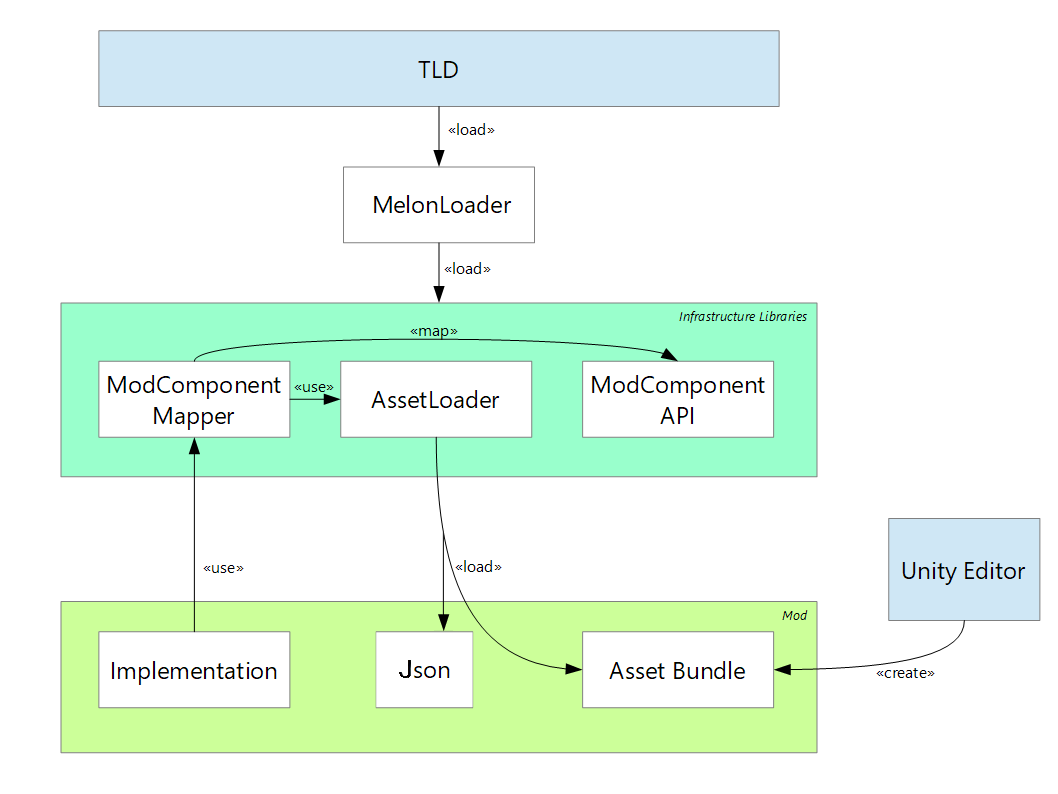 TLD
«load»
MelonLoader
«load»
Infrastructure Libraries
«map»
ModComponent
Mapper
«use»
AssetLoader
ModComponent
API
«use»
«load»
Unity Editor
Mod
Implementation
Json
Asset Bundle
«create»